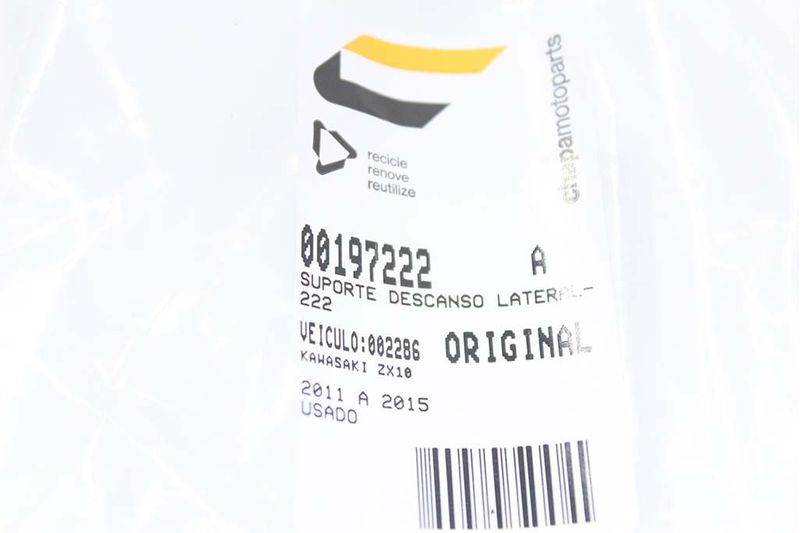 chapamotoparts
recicle
renove
reutilize
00197222 A
SUPORTE DESCANSO LATERAL-
222
VEICULO:002286 ORIGINAL
KAWASAKI ZX10
2011 A 2015
USADO